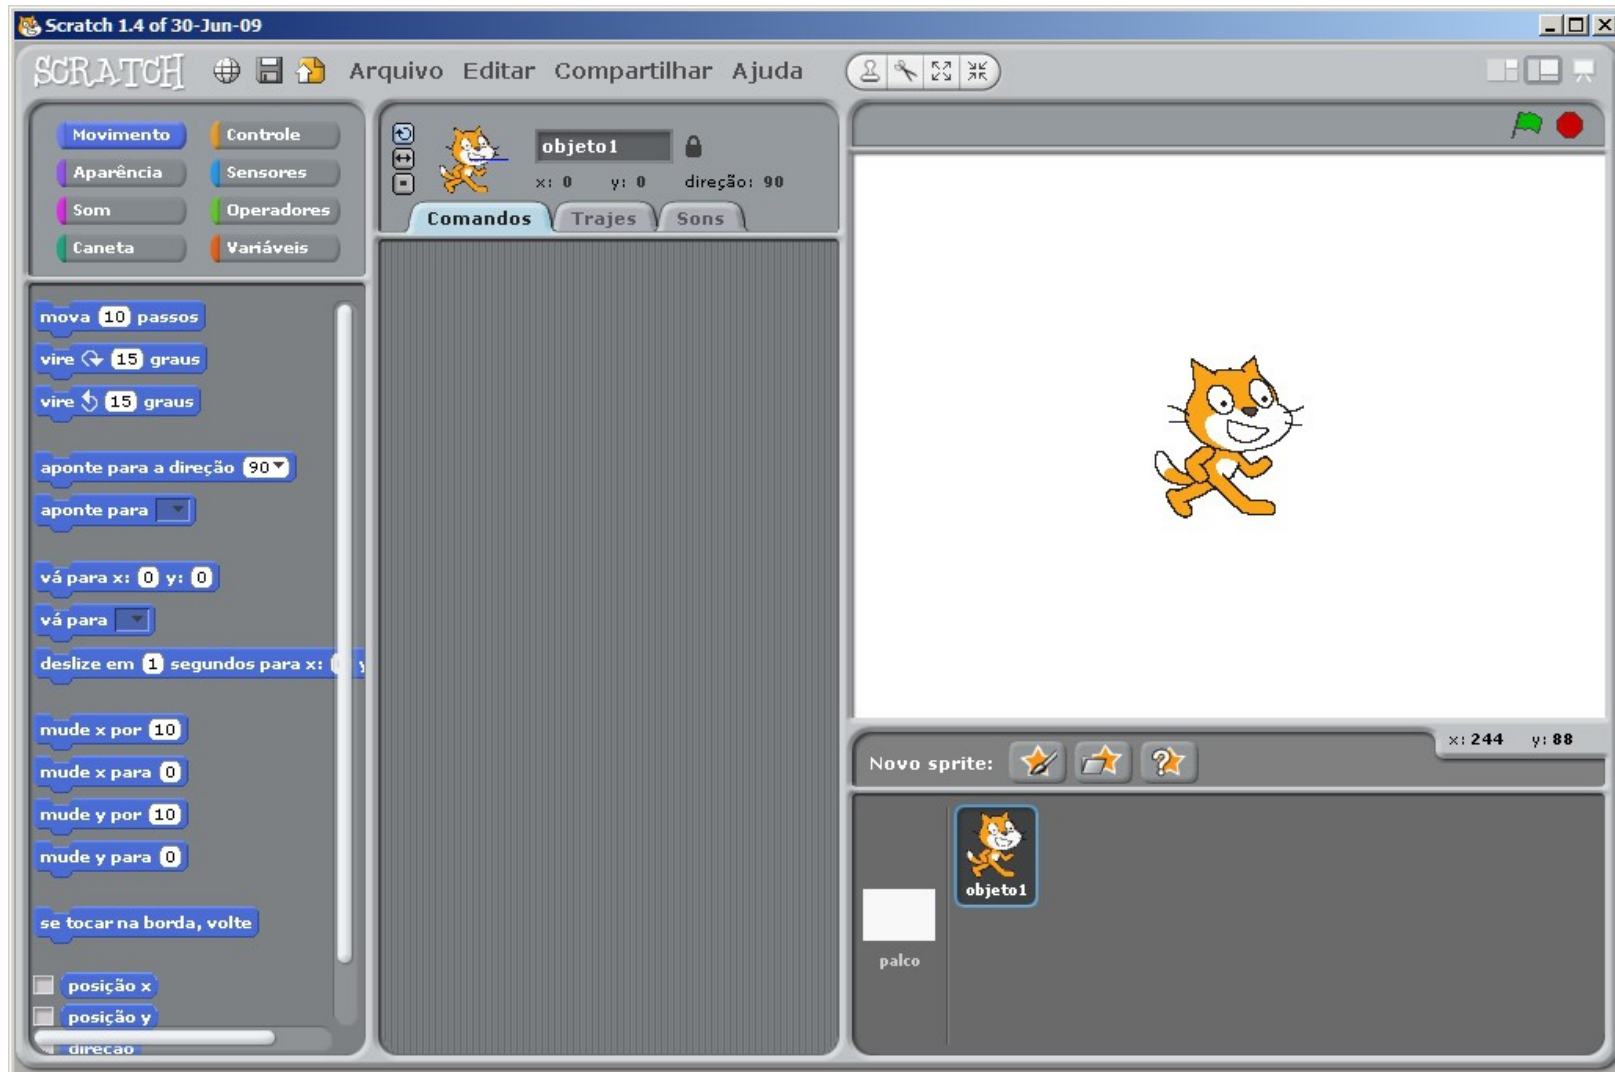 Scratch 1.4 of 30-Jun-09
SCRATCH Arquivo Editar Compartilhar Ajuda
Movimento Controle
Aparência Sensores
Som Operadores
Caneta Variáveis
mova 10 passos
vire 15 graus
vire 15 graus
aponte para a direção 90
aponte para
vá para x: 0 y: 0
vá para
deslize em 1 segundos para x:
mude x por 10
mude x para 0
mude y por 10
mude y para 0
se tocar na borda, volte
posição x
posição y
direção
objeto1
x: 0 y: 0 direção: 90
Comandos Trajes Sons
x: 244 y: 88
Novo sprite:
objeto1
palco